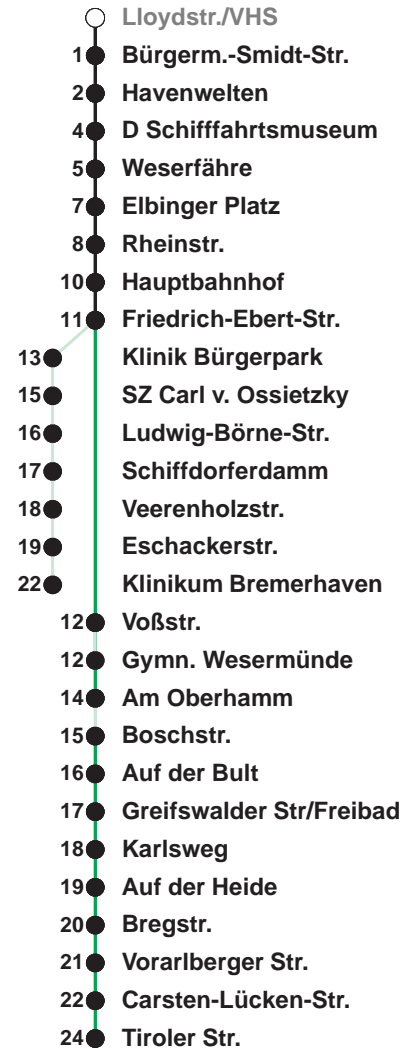 Lloydstr./VHS
1 Bürgerm.-Smidt-Str.
2 Havenwelten
4 D Schifffahrtsmuseum
5 Weserfähre
7 Elbinger Platz
8 Rheinstr.
10 Hauptbahnhof
11 Friedrich-Ebert-Str.
13 Klinik Bürgerpark
15 SZ Carl v. Ossietzky
16 Ludwig-Börne-Str.
17 Schiffdorferdamm
18 Veerenholzstr.
19 Eschackerstr.
22 Klinikum Bremerhaven
12 Voßstr.
12 Gymn. Wesermünde
14 Am Oberhamm
15 Boschstr.
16 Auf der Bult
17 Greifswalder Str/Freibad
18 Karlsweg
19 Auf der Heide
20 Bregstr.
21 Vorarlberger Str.
22 Carsten-Lücken-Str.
24 Tiroler Str.